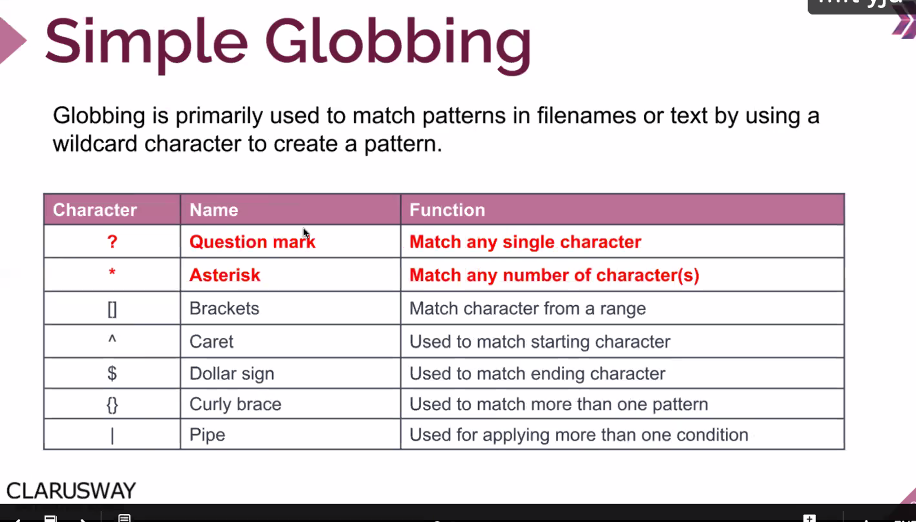 Simple Globbing
Globbing is primarily used to match patterns in filenames or text by using a
wildcard character to create a pattern.
Character Name Function
? Question mark Match any single character
* Asterisk Match any number of character(s)
[] Brackets Match character from a range
^ Caret Used to match starting character
$ Dollar sign Used to match ending character
{} Curly brace Used to match more than one pattern
| Pipe Used for applying more than one condition
CLARUSWAY